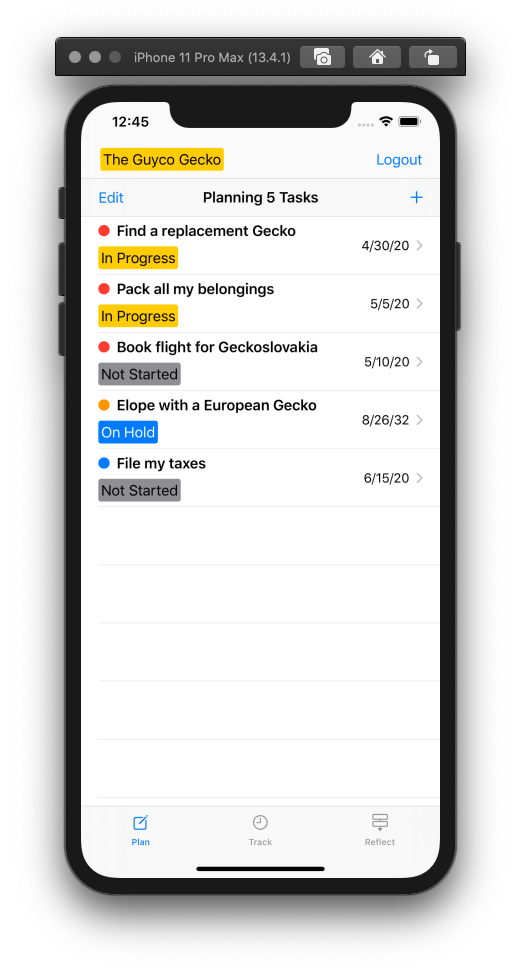 iPhone 11 Pro Max (13.4.1)
12:45
The Guyco Gecko
Logout
Edit
Planning 5 Tasks
+
Find a replacement Gecko
In Progress
4/30/20
Pack all my belongings
In Progress
5/5/20
Book flight for Geckoslovakia
Not Started
5/10/20
Elope with a European Gecko
On Hold
8/26/32
File my taxes
Not Started
6/15/20
Plan
Track
Reflect